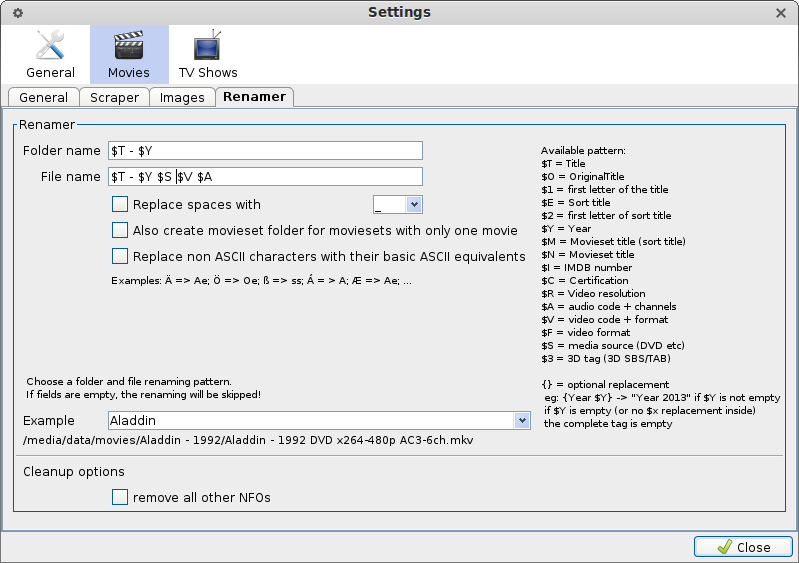 Settings
General
Movies
TV Shows
General
Scraper
Images
Renamer
Renamer
Folder name
$T - $Y
File name
$T - $Y $S $V $A
Replace spaces with
_
Also create movieset folder for moviesets with only one movie
Replace non ASCII characters with their basic ASCII equivalents
Examples: Ä => Ae; Ö => Oe; ß => ss; Á = > A; Æ => Ae; ...
Available pattern:
$T = Title
$O = OriginalTitle
$1 = first letter of the title
$E = Sort title
$2 = first letter of sort title
$Y = Year
$M = Movieset title (sort title)
$N = Movieset title
$I = IMDB number
$C = Certification
$R = Video resolution
$A = audio code + channels
$V = video code + format
$F = video format
$S = media source (DVD etc)
$3 = 3D tag (3D SBS/TAB)
{} = optional replacement
eg: {Year $Y} -> "Year 2013" if $Y is not empty
if $Y is empty (or no $x replacement inside)
the complete tag is empty
Choose a folder and file renaming pattern.
If fields are empty, the renaming will be skipped!
Example
Aladdin
/media/data/movies/Aladdin - 1992/Aladdin - 1992 DVD x264-480p AC3-6ch.mkv
Cleanup options
remove all other NFOs
Close